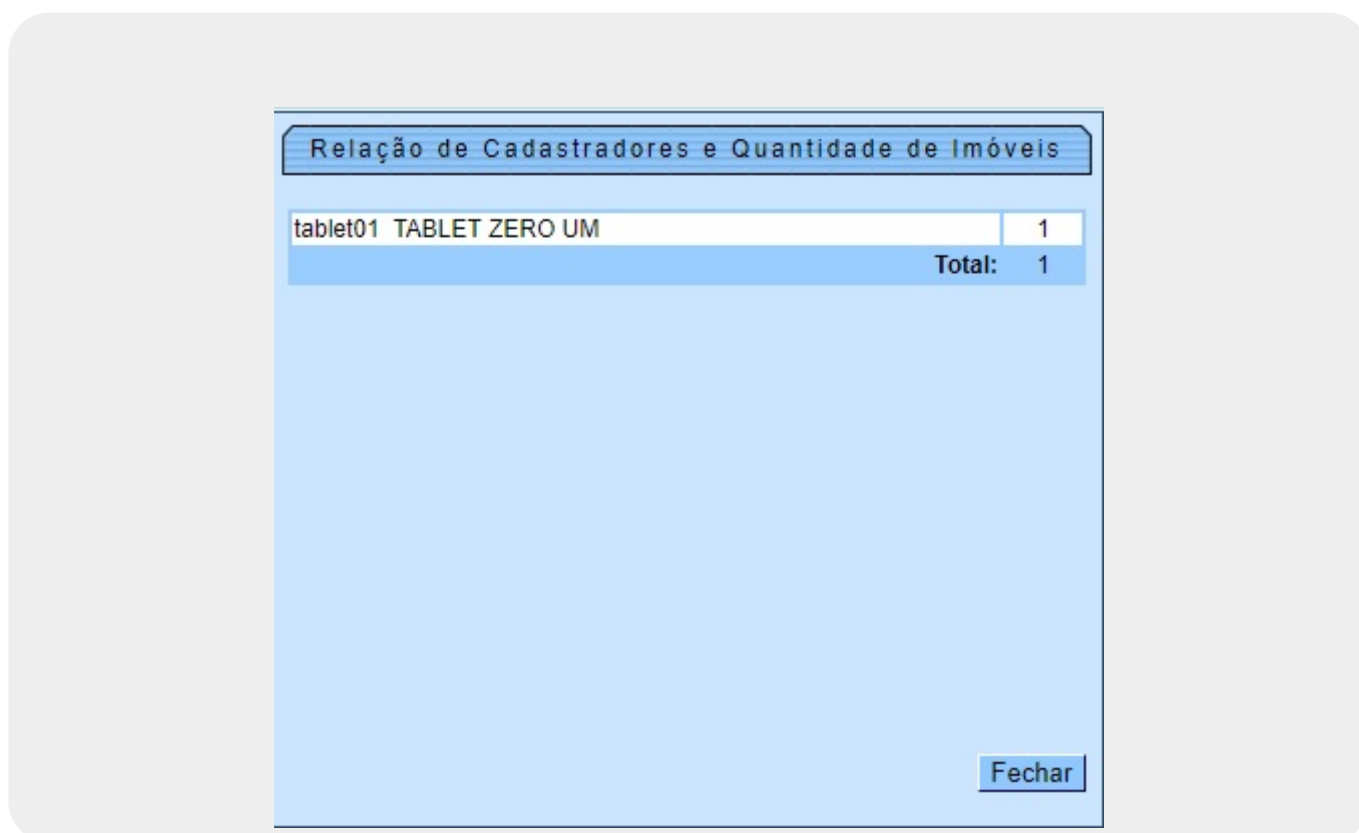 Relação de Cadastradores e Quantidade de Imóveis
tablet01 TABLET ZERO UM 1
Total: 1
Fechar